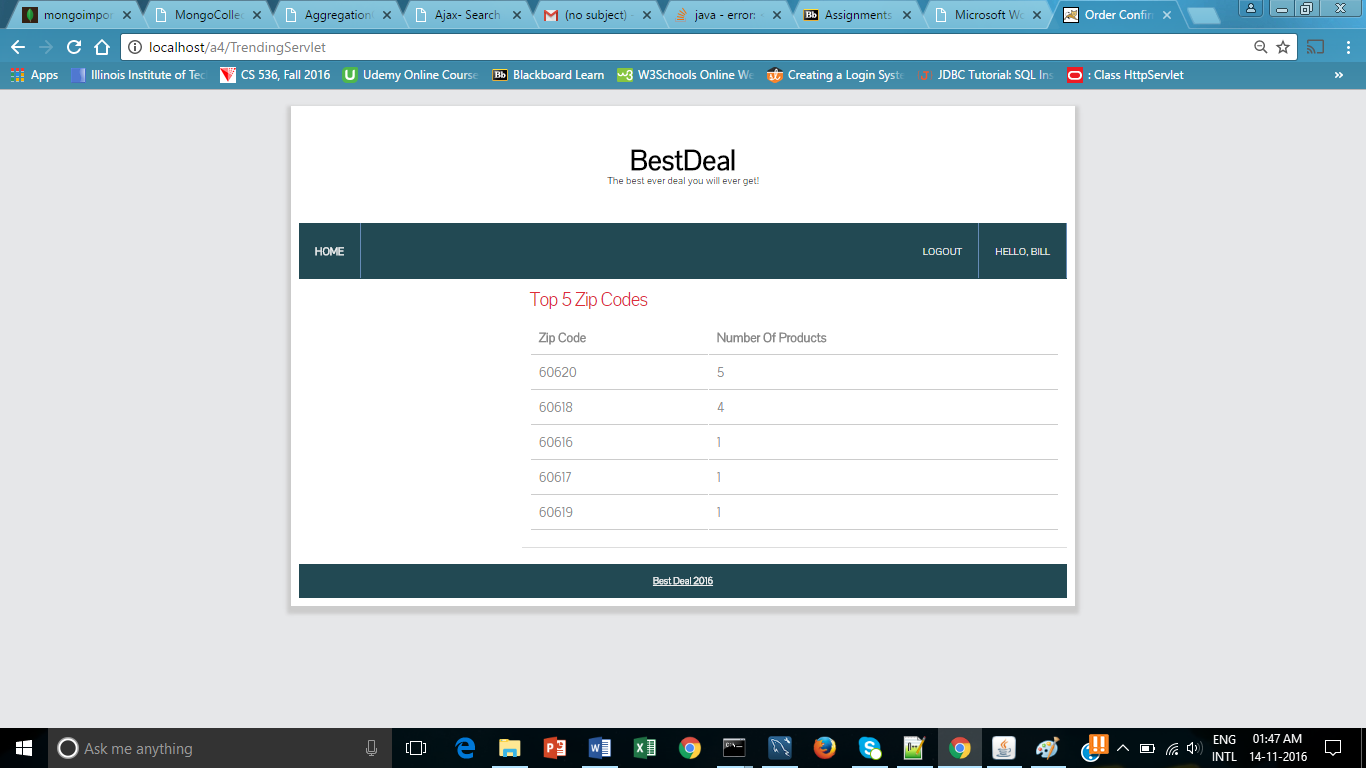 mongoimpor
MongoCollec
Aggregation
Ajax- Search
(no subject) -
java - error:
Bb Assignments
Microsoft Wo
Order Confir
localhost/a4/TrendingServlet
Apps Illinois Institute of Tec CS 536, Fall 2016 U Udemy Online Course Bb Blackboard Learn W3Schools Online We Creating a Login Syste JDBC Tutorial: SQL Ins : Class HttpServlet »
BestDeal
The best ever deal you will ever get!
HOME LOGOUT HELLO, BILL
Top 5 Zip Codes
Zip Code Number Of Products
60620 5
60618 4
60616 1
60617 1
60619 1
Best Deal 2016
Ask me anything
ENG 01:47 AM
INTL 14-11-2016